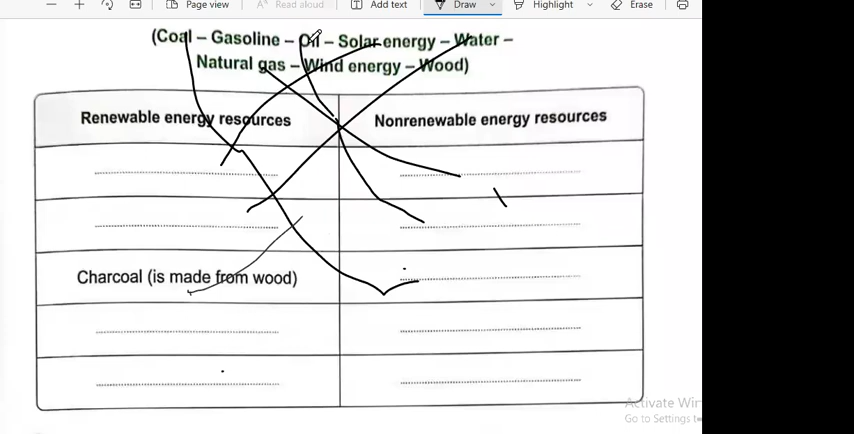 Page view
Read aloud
Add text
Draw
Highlight
Erase
(Coal – Gasoline – Oil – Solar energy – Water –
Natural gas – Wind energy – Wood)
Renewable energy resources
Nonrenewable energy resources
Charcoal (is made from wood)
Activate Win
Go to Settings t